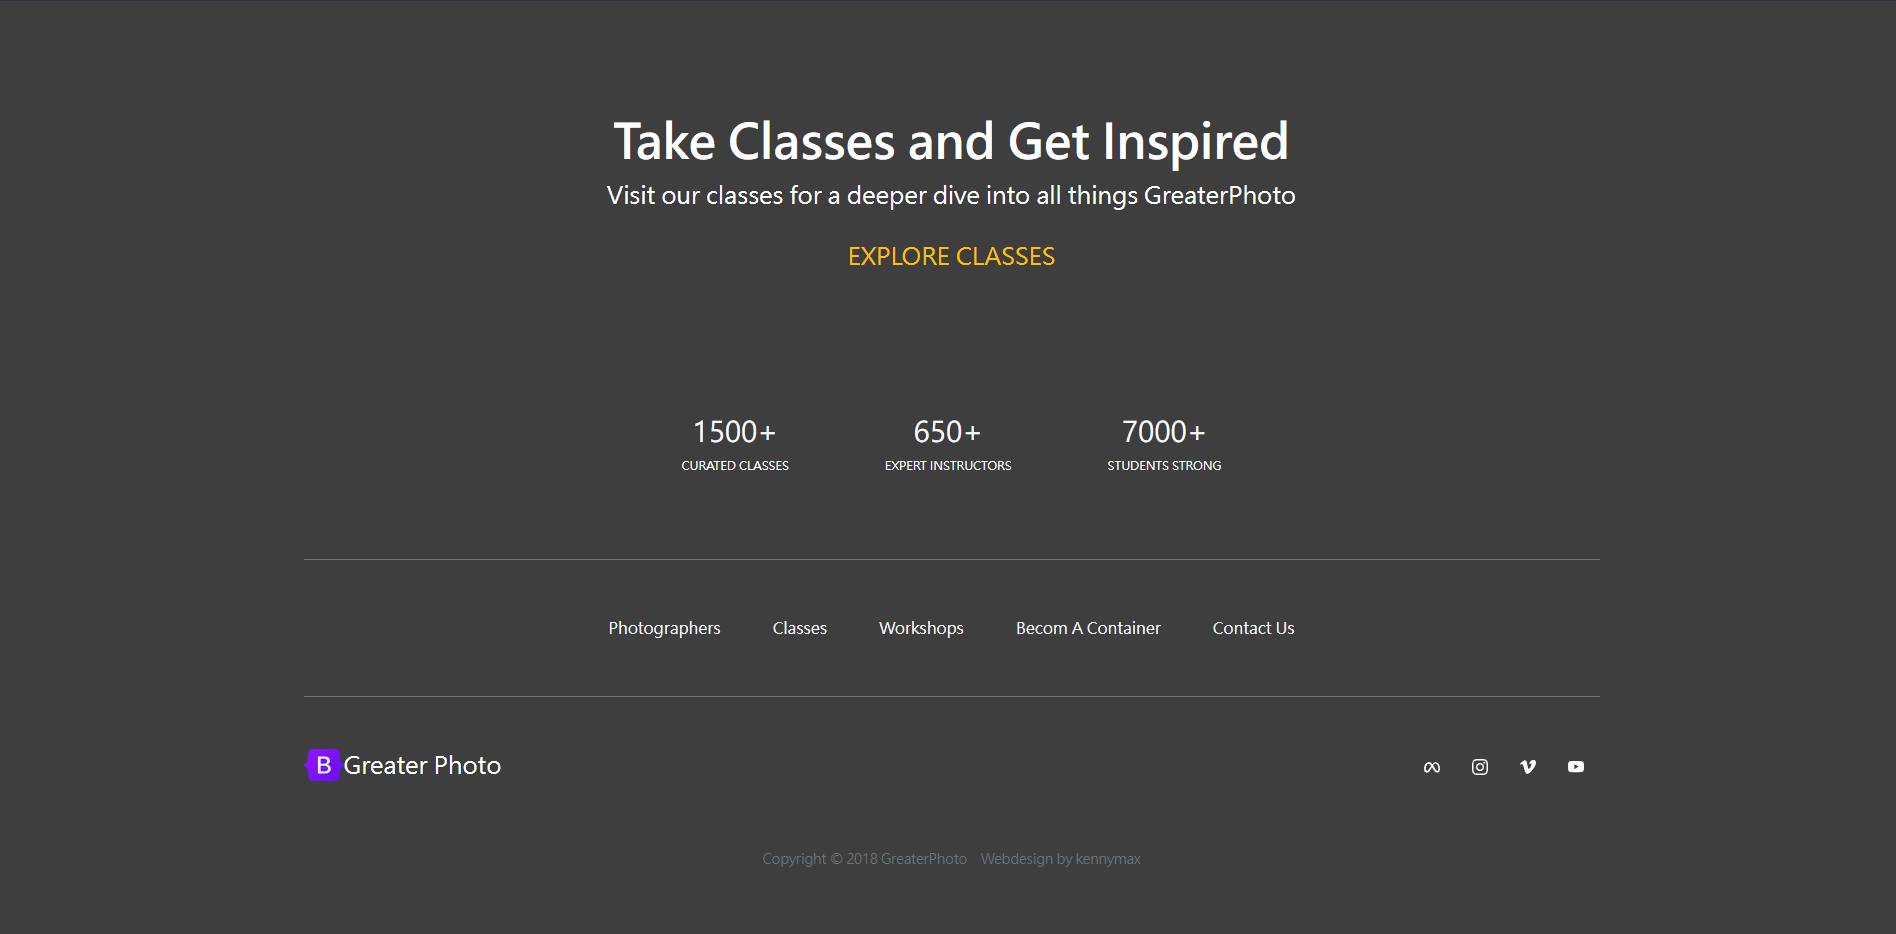 Take Classes and Get Inspired
Visit our classes for a deeper dive into all things GreaterPhoto
EXPLORE CLASSES
1500+ 650+ 7000+
CURATED CLASSES EXPERT INSTRUCTORS STUDENTS STRONG
Photographers Classes Workshops Becom A Container Contact Us
B Greater Photo
Copyright © 2018 GreaterPhoto Webdesign by kennymax